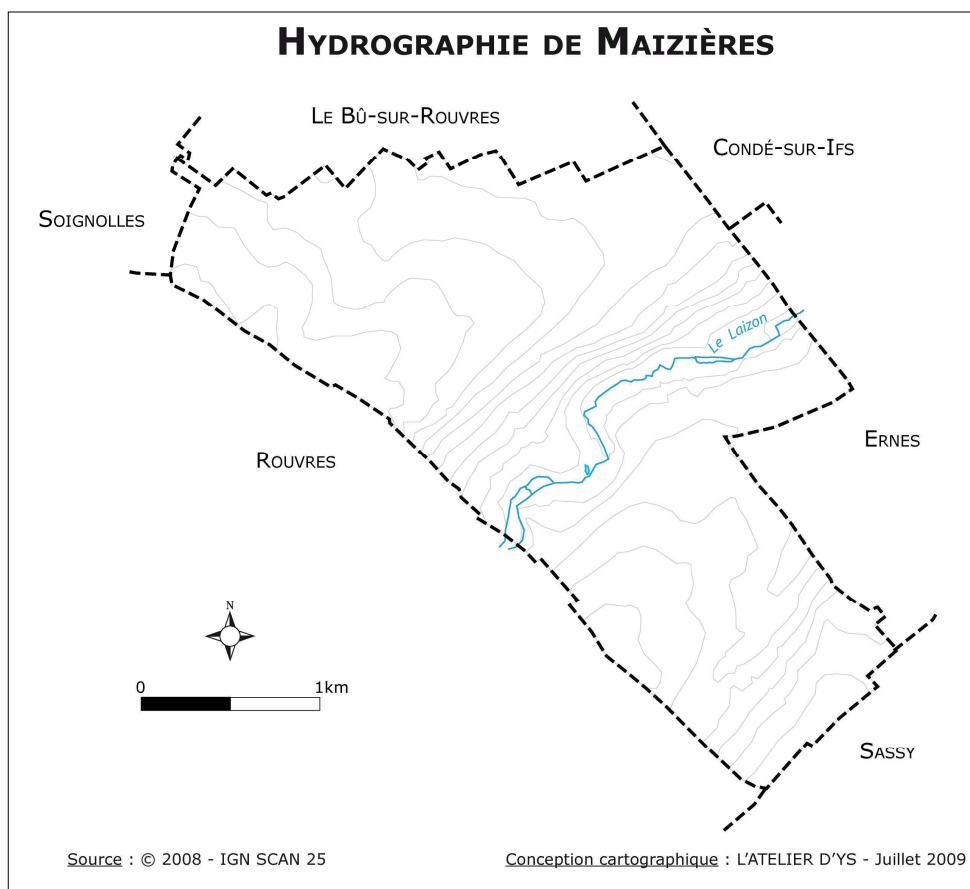 HYDROGRAPHIE DE MAIZIÈRES
LE BÛ-SUR-ROUVRES
CONDÉ-SUR-IFS
SOIGNOLLES
Le Laizon
ERNES
ROUVRES
N
0 1km
SASSY
Source : © 2008 - IGN SCAN 25
Conception cartographique : L'ATELIER D'YS - Juillet 2009